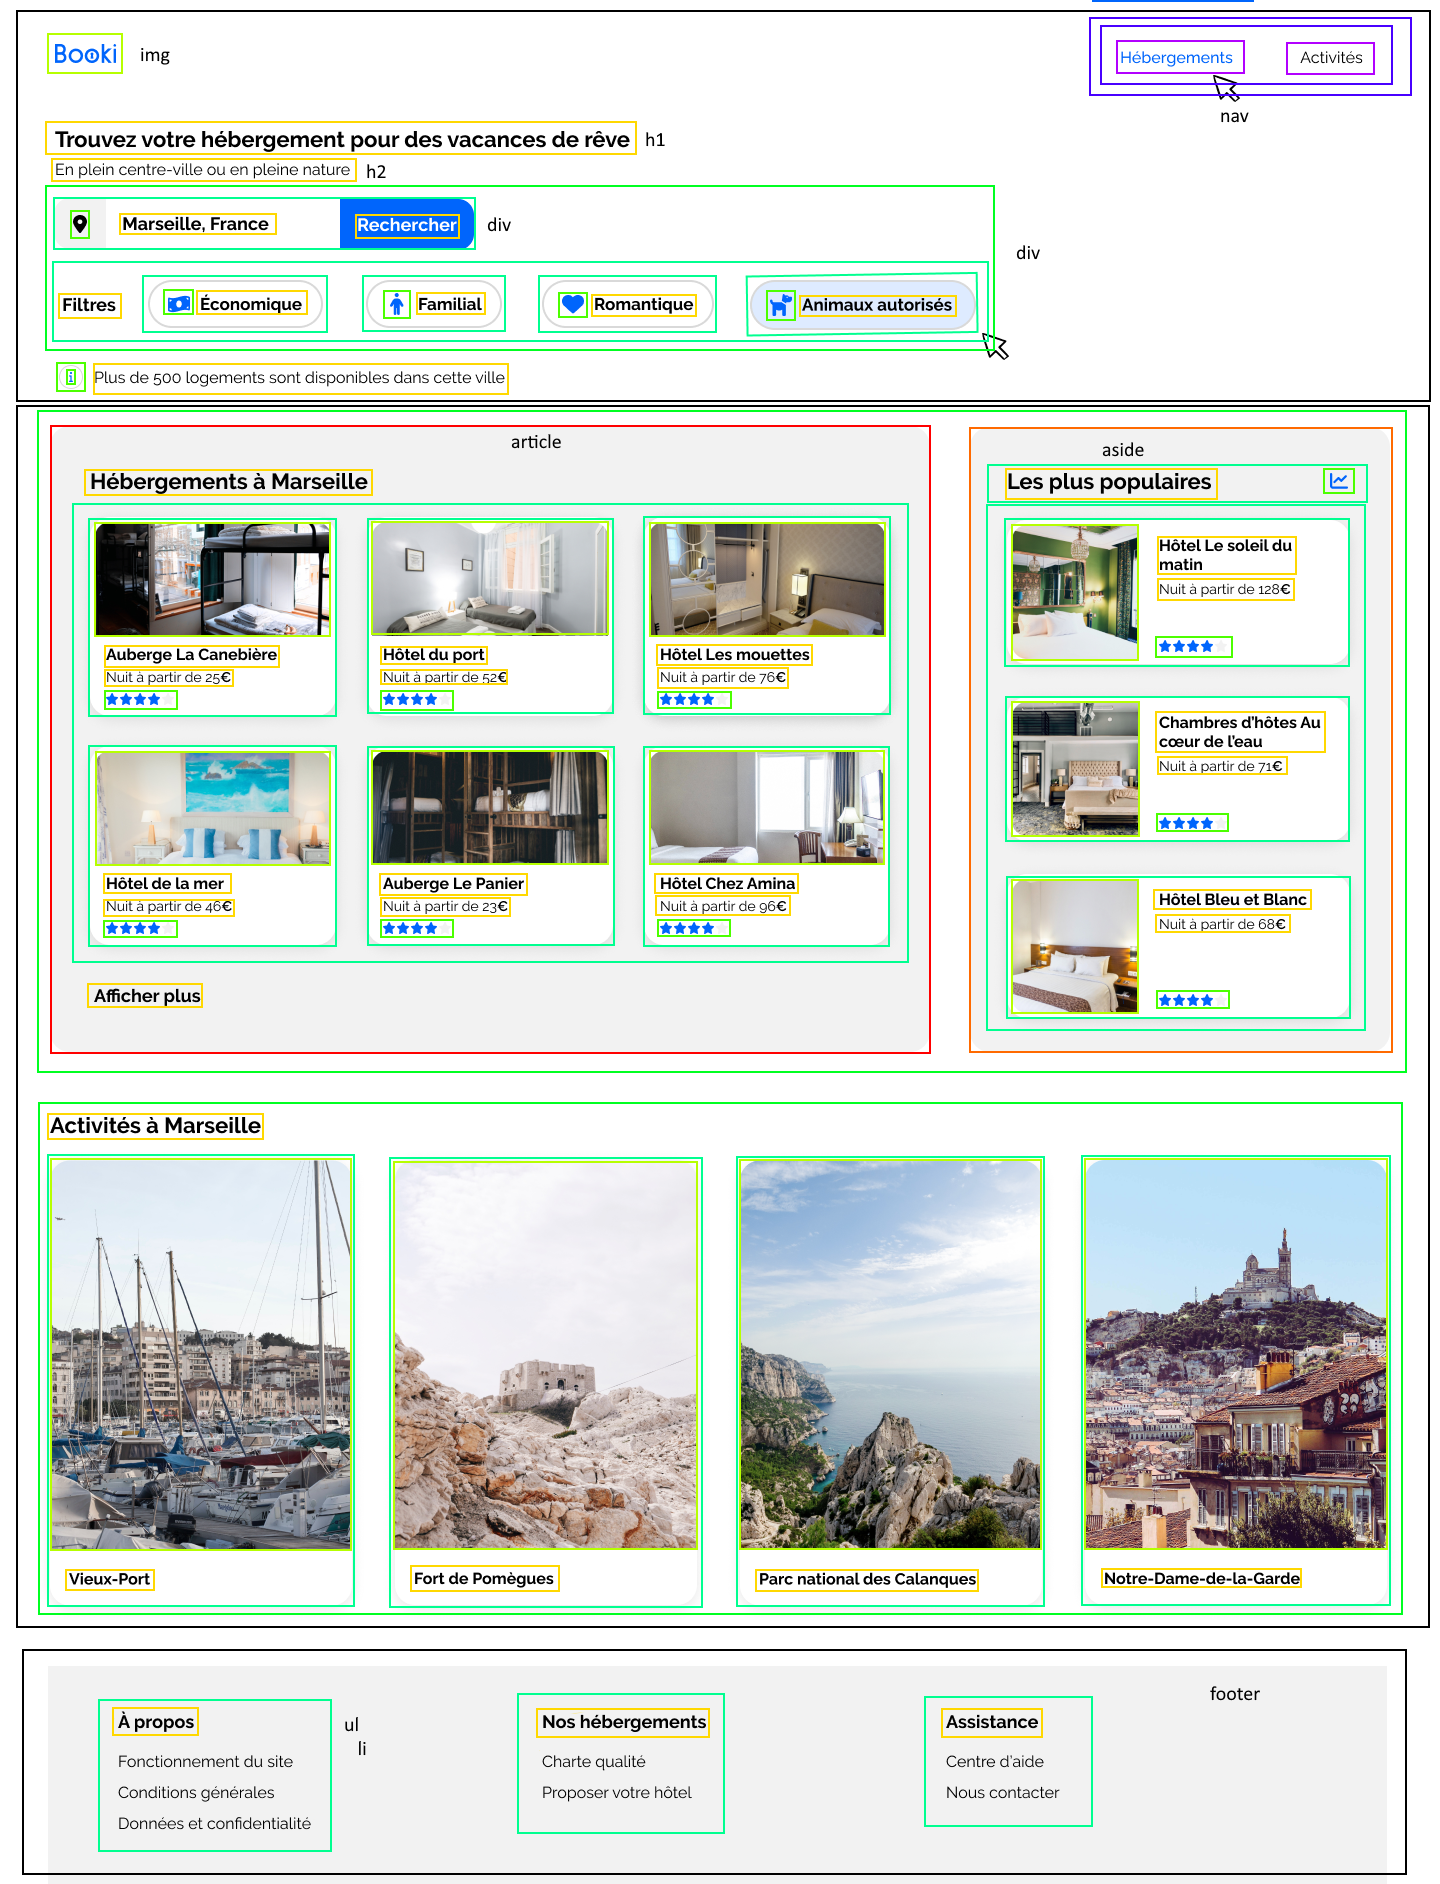 Booki
img
Hébergements
Activités
nav
Trouvez votre hébergement pour des vacances de rêve
h1
En plein centre-ville ou en pleine nature
h2
Marseille, France
Rechercher
div
div
Filtres
Économique
Familial
Romantique
Animaux autorisés
Plus de 500 logements sont disponibles dans cette ville
article
Hébergements à Marseille
Auberge La Canebière
Nuit à partir de 25€
Hôtel du port
Nuit à partir de 52€
Hôtel Les mouettes
Nuit à partir de 76€
Hôtel de la mer
Nuit à partir de 46€
Auberge Le Panier
Nuit à partir de 23€
Hôtel Chez Amina
Nuit à partir de 96€
Afficher plus
aside
Les plus populaires
Hôtel Le soleil du
matin
Nuit à partir de 128€
Chambres d'hôtes Au
cœur de l'eau
Nuit à partir de 71€
Hôtel Bleu et Blanc
Nuit à partir de 68€
Activités à Marseille
Vieux-Port
Fort de Pomègues
Parc national des Calanques
Notre-Dame-de-la-Garde
footer
À propos
ul
li
Fonctionnement du site
Conditions générales
Données et confidentialité
Nos hébergements
Charte qualité
Proposer votre hôtel
Assistance
Centre d'aide
Nous contacter